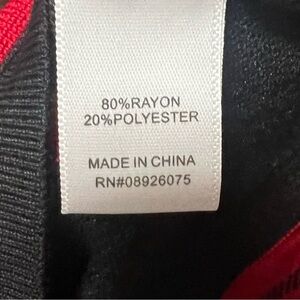 80%RAYON
20%POLYESTER
MADE IN CHINA
RN#08926075